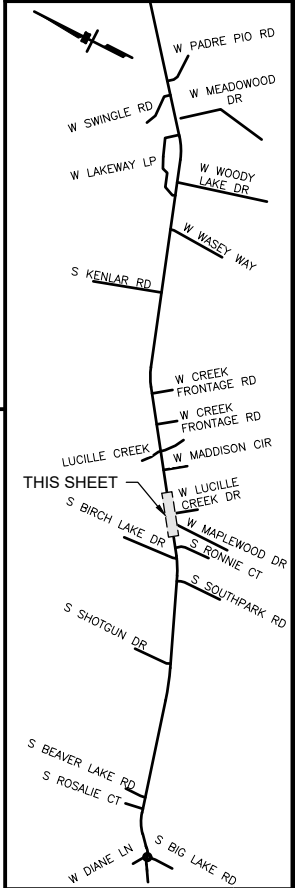 W PADRE PIO RD
W MEADOWOOD
DR
W SWINGLE RD
W LAKEWAY LP
W WOODY
LAKE DR
W WASEY WAY
S KENLAR RD
W CREEK
FRONTAGE RD
W CREEK
FRONTAGE RD
LUCILLE CREEK
W MADDISON CIR
THIS SHEET
W LUCILLE
CREEK DR
S BIRCH LAKE DR
W MAPLEWOOD DR
S RONNIE CT
S SOUTHPARK RD
S SHOTGUN DR
S BEAVER LAKE RD
S ROSALIE CT
W DIANE LN
S BIG LAKE RD